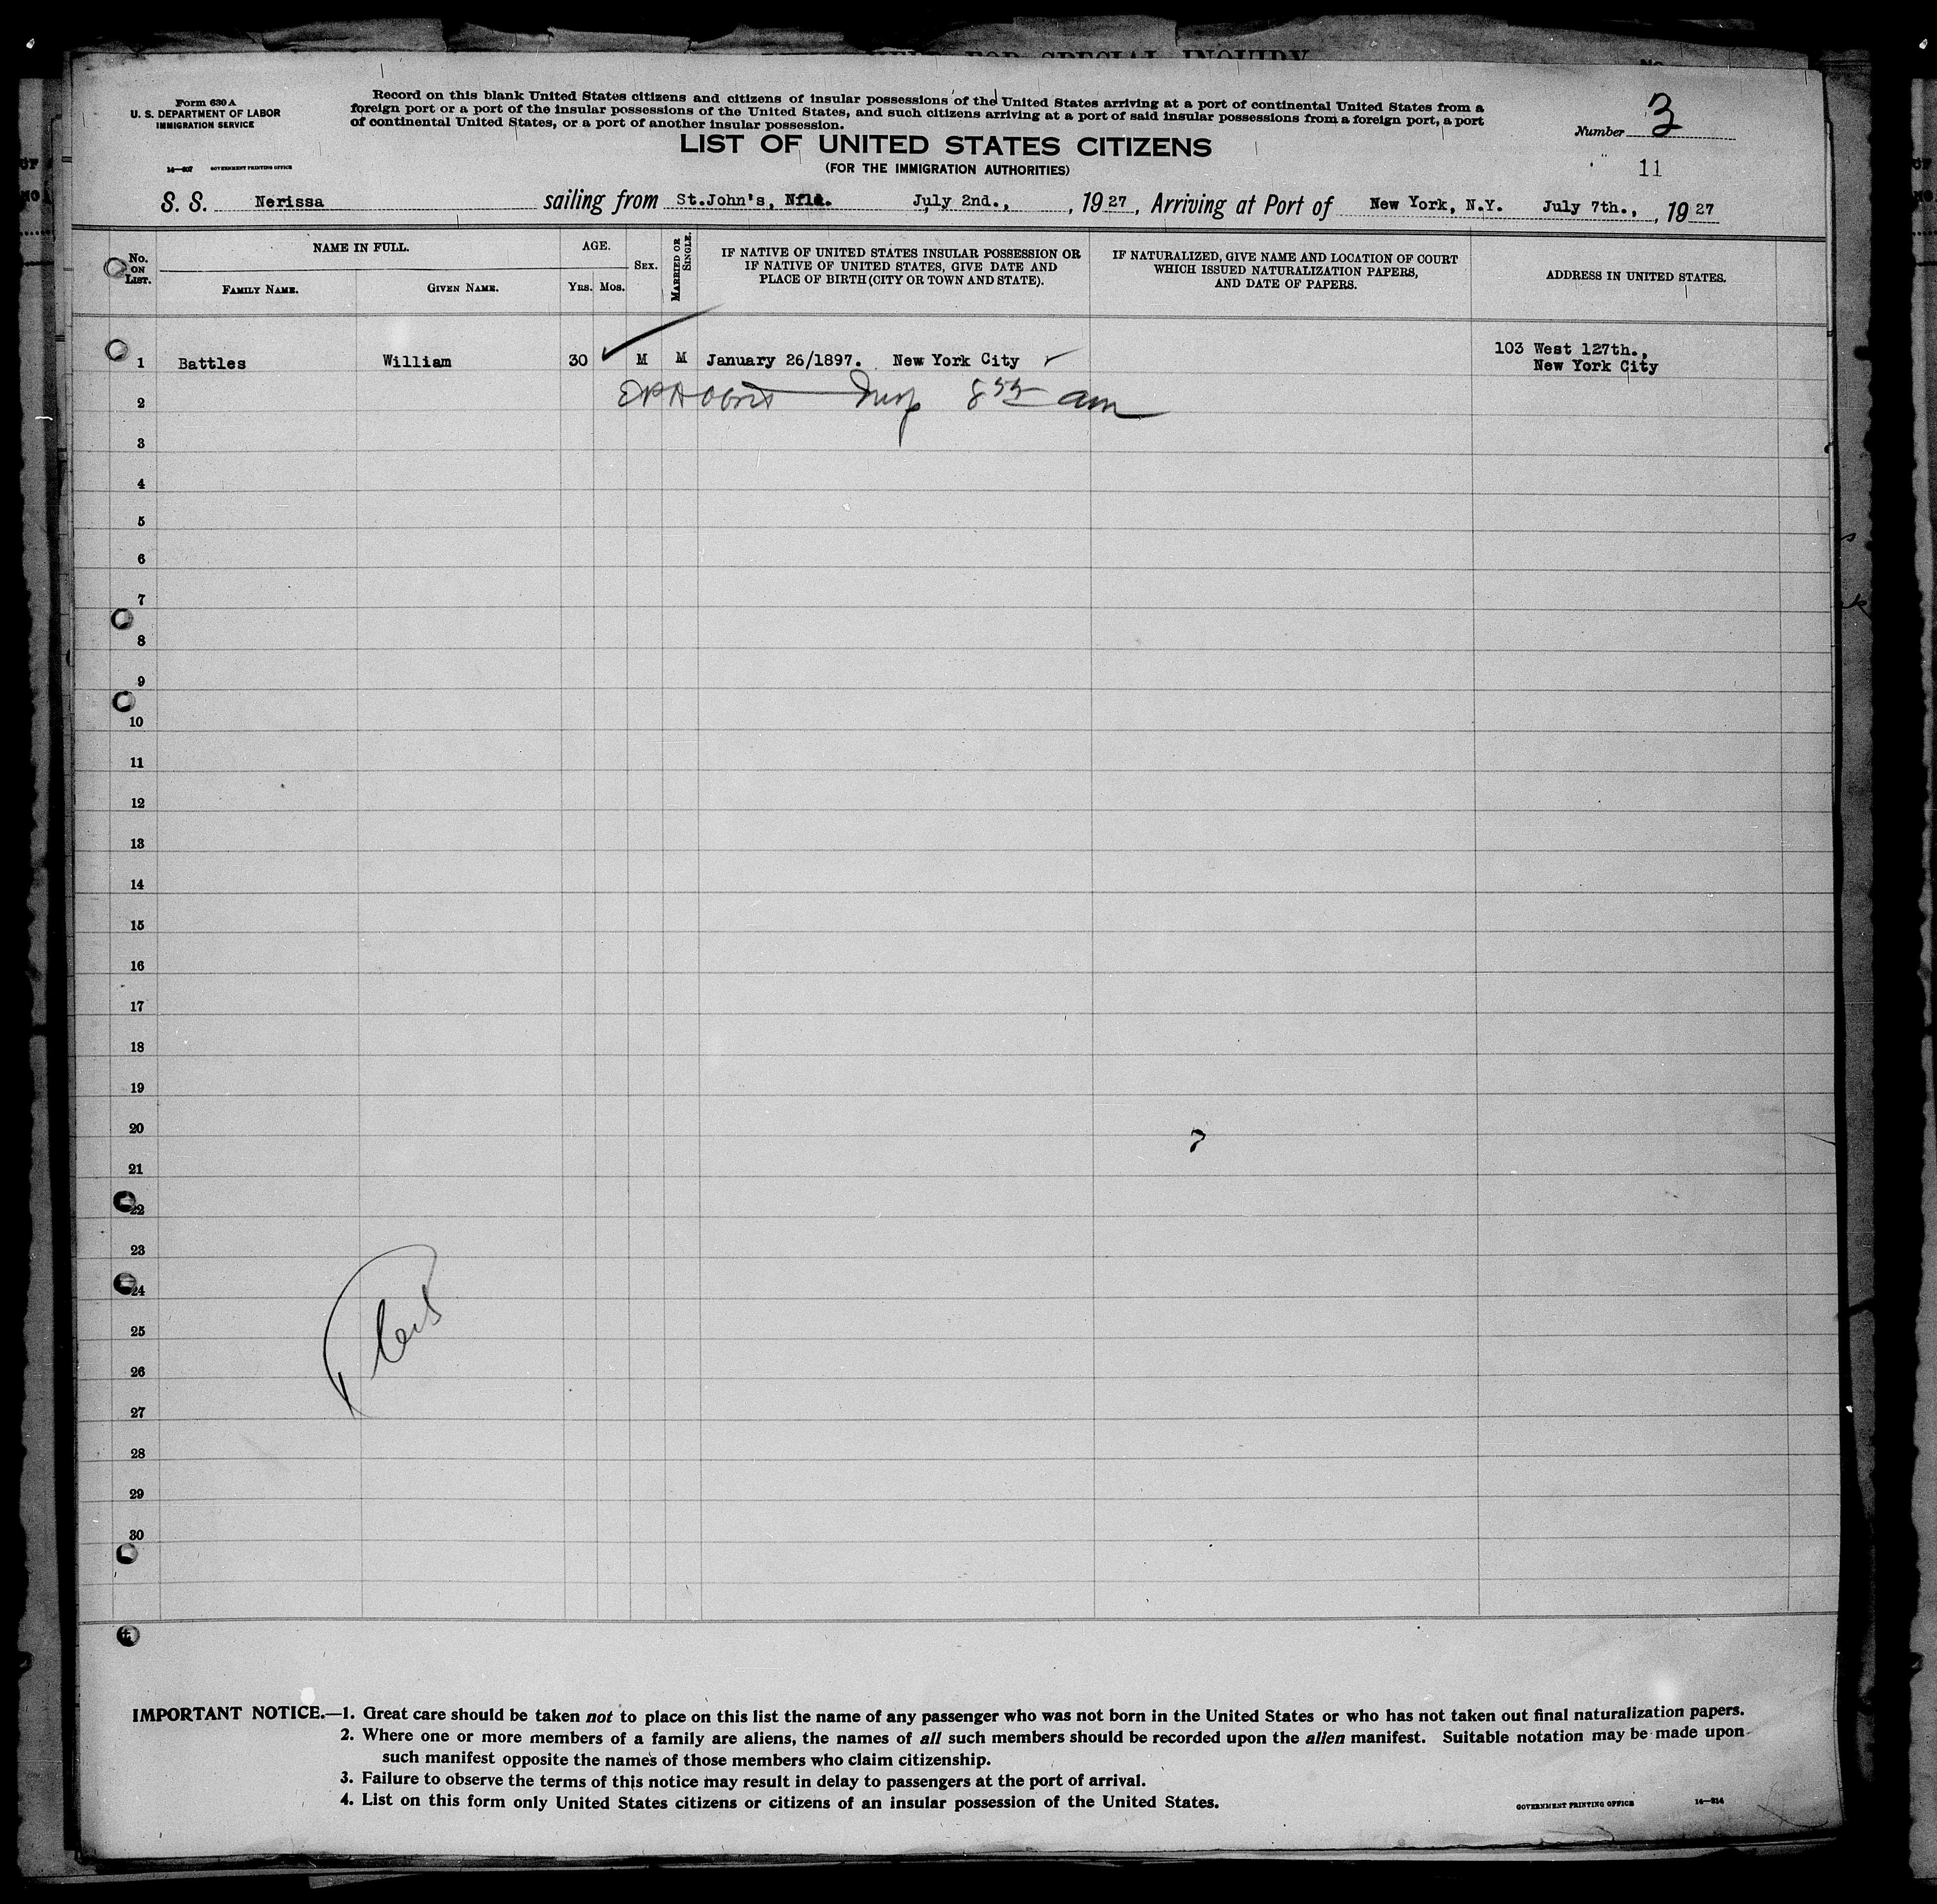 FOR SPECIAL INQUIRY
Form 630 A
U. S. DEPARTMENT OF LABOR
IMMIGRATION SERVICE
Record on this blank United States citizens and citizens of insular possessions of the United States arriving at a port of continental United States from a
foreign port or a port of the insular possessions of the United States, and such citizens arriving at a port of said insular possessions from a foreign port, a port
of continental United States, or a port of another insular possession.
Number 3
LIST OF UNITED STATES CITIZENS
(FOR THE IMMIGRATION AUTHORITIES)
GOVERNMENT PRINTING OFFICE
11
S. S. Nerissa sailing from St.John's, Nfld. July 2nd., , 1927, Arriving at Port of New York, N.Y. July 7th., , 1927
No. ON LIST.
NAME IN FULL.
FAMILY NAME.
GIVEN NAME.
AGE.
YRS. MOS.
SEX.
MARRIED OR SINGLE.
IF NATIVE OF UNITED STATES INSULAR POSSESSION OR
IF NATIVE OF UNITED STATES, GIVE DATE AND
PLACE OF BIRTH (CITY OR TOWN AND STATE).
IF NATURALIZED, GIVE NAME AND LOCATION OF COURT
WHICH ISSUED NATURALIZATION PAPERS,
AND DATE OF PAPERS.
ADDRESS IN UNITED STATES.
1 Battles William 30 M M January 26/1897. New York City 103 West 127th.,
New York City
2 Insp 8 55 am
3
4
5
6
7
8
9
10
11
12
13
14
15
16
17
18
19
20
21
22
23
24
25
26
27
28
29
30
IMPORTANT NOTICE.—1. Great care should be taken not to place on this list the name of any passenger who was not born in the United States or who has not taken out final naturalization papers.
2. Where one or more members of a family are aliens, the names of all such members should be recorded upon the alien manifest. Suitable notation may be made upon
such manifest opposite the names of those members who claim citizenship.
3. Failure to observe the terms of this notice may result in delay to passengers at the port of arrival.
4. List on this form only United States citizens or citizens of an insular possession of the United States.
GOVERNMENT PRINTING OFFICE 14—914